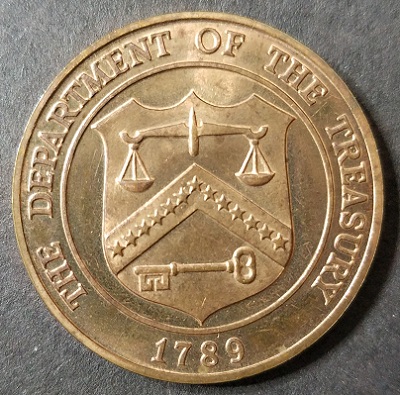 THE DEPARTMENT OF THE TREASURY
1789